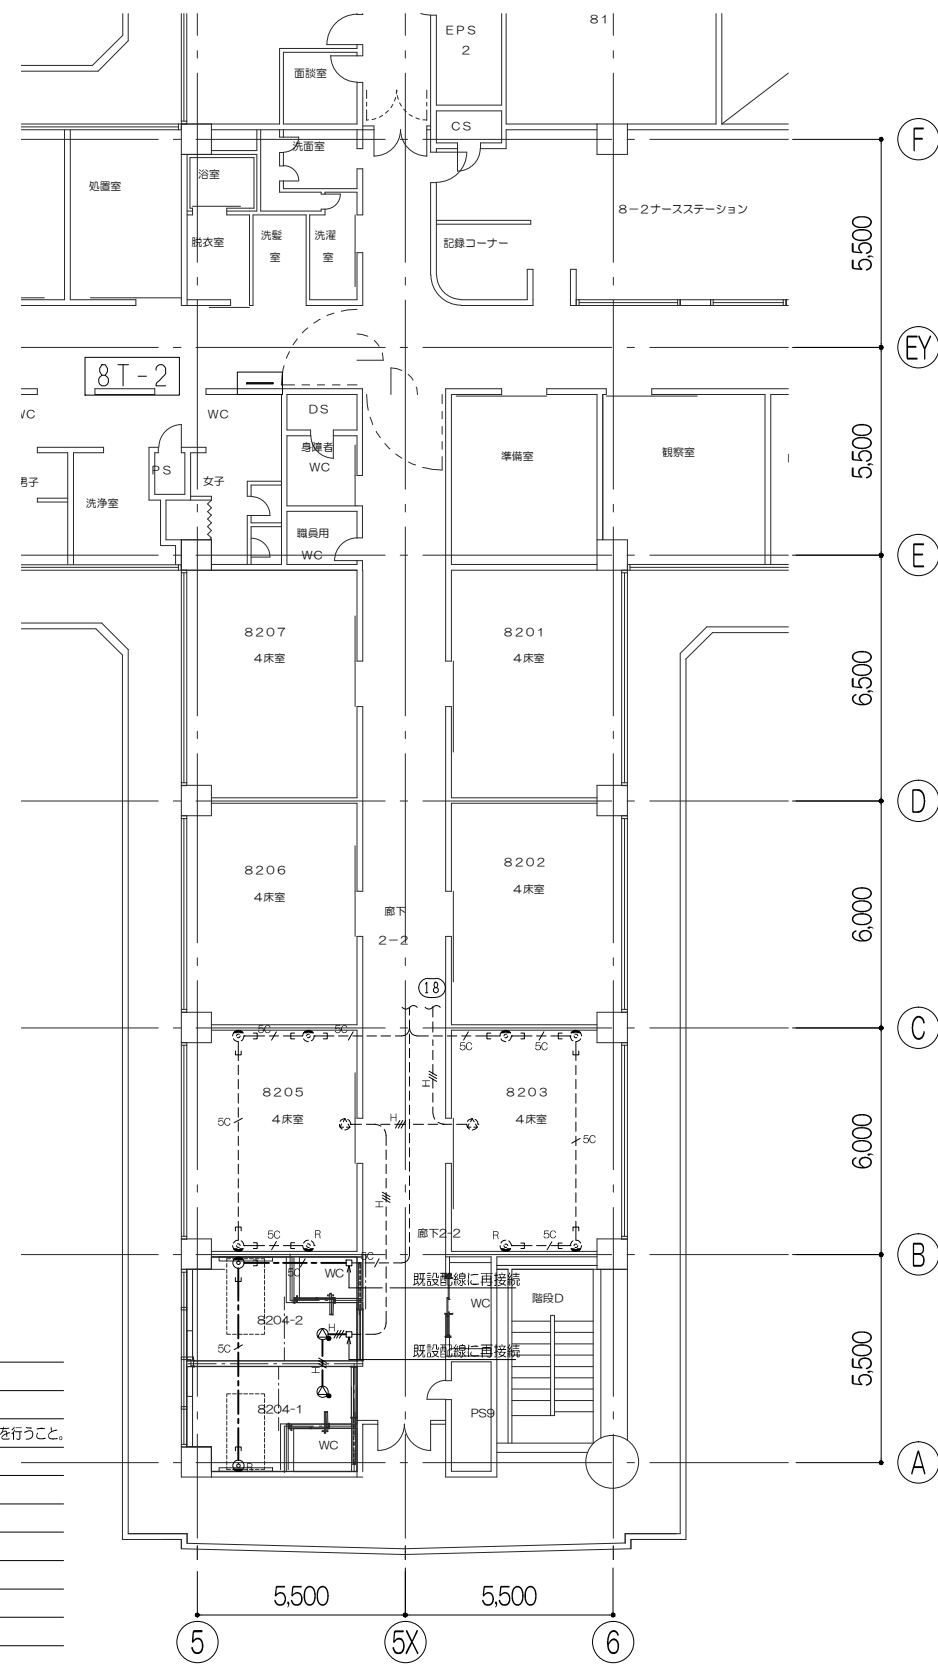 EPS
2
81
面談室
CS
F
洗面室
浴室
処置室
8-2ナースステーション
脱衣室
洗髪
室
洗濯
室
記録コーナー
5,500
EY
8T-2
WC
WC
DS
身障者
WC
準備室
観察室
5,500
PS
男子
女子
洗浄室
職員用
WC
E
8207
4床室
8201
4床室
6,500
D
8206
4床室
8202
4床室
廊下
2-2
6,000
18
C
5C
5C
5C
5C
8205
4床室
8203
4床室
H
H
5C
5C
6,000
H
5C
R
R
5C
廊下2-2
B
5C
5C
WC
既設配線に再接続
WC
階段D
8204-2
H
5C
既設配線に再接続
H
5,500
8204-1
を行うこと。
PS9
WC
R
A
5,500
5,500
5
5X
6